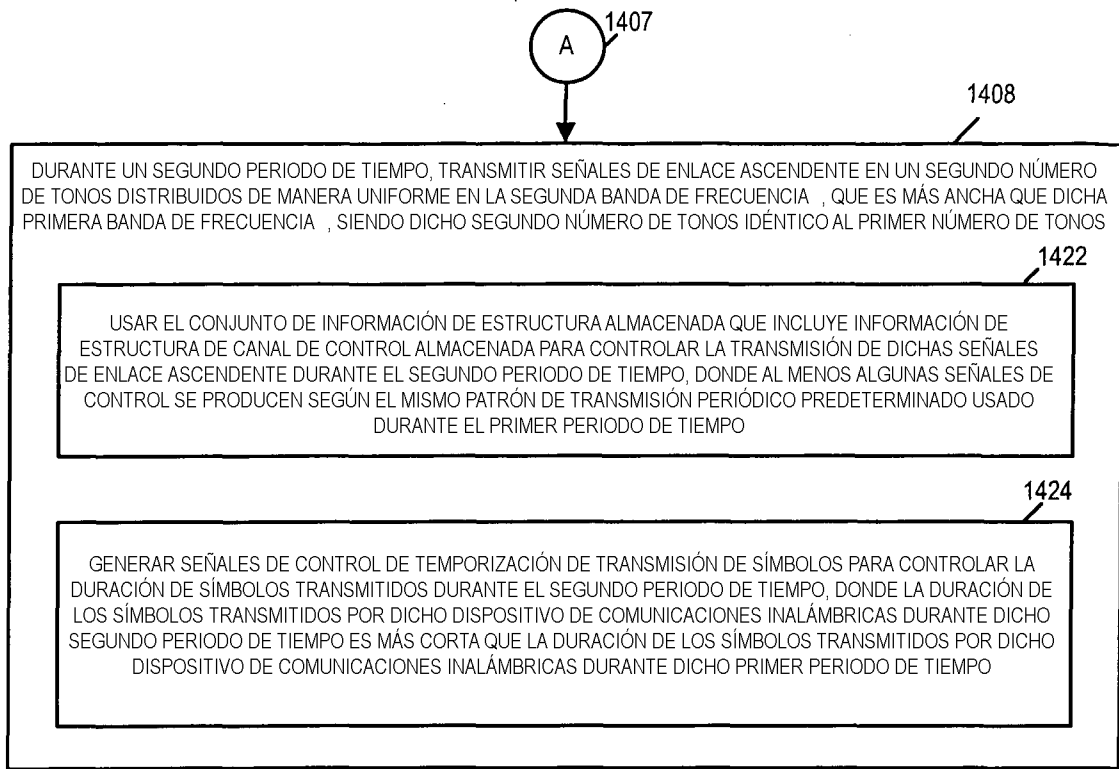 1407
A
1408
DURANTE UN SEGUNDO PERIODO DE TIEMPO, TRANSMITIR SEÑALES DE ENLACE ASCENDENTE EN UN SEGUNDO NÚMERO
DE TONOS DISTRIBUIDOS DE MANERA UNIFORME EN LA SEGUNDA BANDA DE FRECUENCIA , QUE ES MÁS ANCHA QUE DICHA
PRIMERA BANDA DE FRECUENCIA , SIENDO DICHO SEGUNDO NÚMERO DE TONOS IDÉNTICO AL PRIMER NÚMERO DE TONOS
1422
USAR EL CONJUNTO DE INFORMACIÓN DE ESTRUCTURA ALMACENADA QUE INCLUYE INFORMACIÓN DE
ESTRUCTURA DE CANAL DE CONTROL ALMACENADA PARA CONTROLAR LA TRANSMISIÓN DE DICHAS SEÑALES
DE ENLACE ASCENDENTE DURANTE EL SEGUNDO PERIODO DE TIEMPO, DONDE AL MENOS ALGUNAS SEÑALES DE
CONTROL SE PRODUCEN SEGÚN EL MISMO PATRÓN DE TRANSMISIÓN PERIÓDICO PREDETERMINADO USADO
DURANTE EL PRIMER PERIODO DE TIEMPO
1424
GENERAR SEÑALES DE CONTROL DE TEMPORIZACIÓN DE TRANSMISIÓN DE SÍMBOLOS PARA CONTROLAR LA
DURACIÓN DE SÍMBOLOS TRANSMITIDOS DURANTE EL SEGUNDO PERIODO DE TIEMPO, DONDE LA DURACIÓN DE
LOS SÍMBOLOS TRANSMITIDOS POR DICHO DISPOSITIVO DE COMUNICACIONES INALÁMBRICAS DURANTE DICHO
SEGUNDO PERIODO DE TIEMPO ES MÁS CORTA QUE LA DURACIÓN DE LOS SÍMBOLOS TRANSMITIDOS POR DICHO
DISPOSITIVO DE COMUNICACIONES INALÁMBRICAS DURANTE DICHO PRIMER PERIODO DE TIEMPO